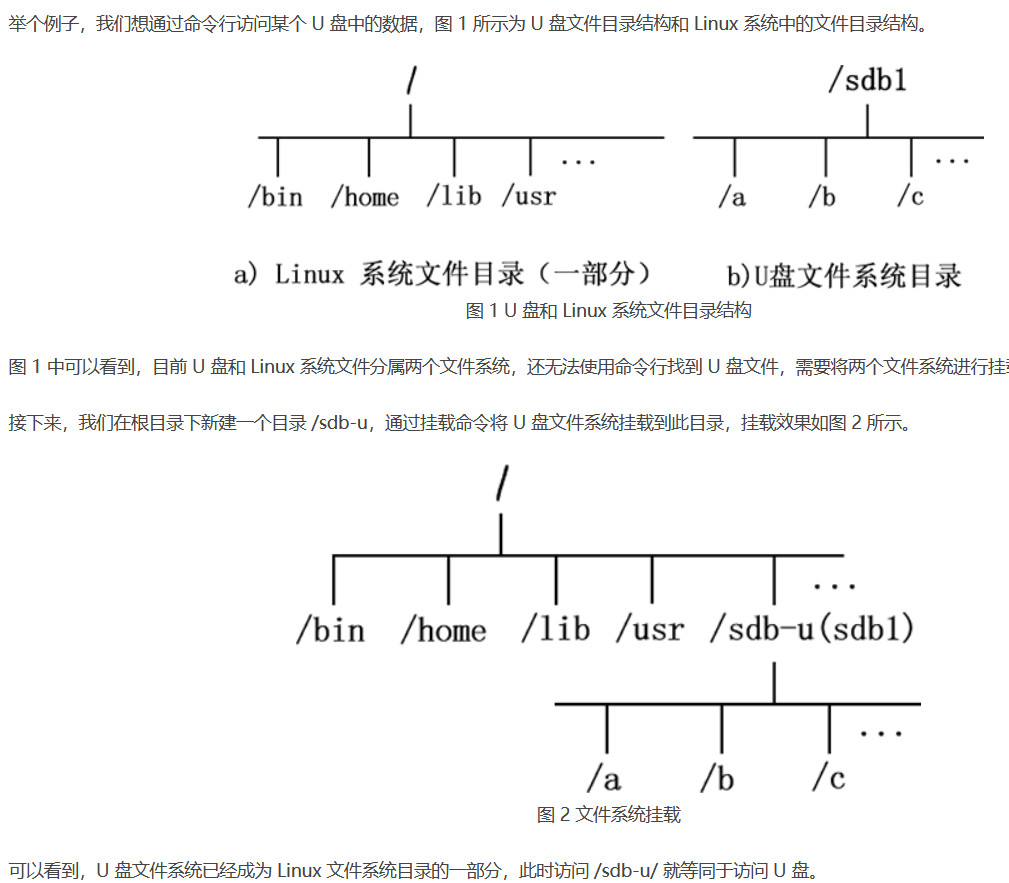 举个例子，我们想通过命令行访问某个 U 盘中的数据，图 1 所示为 U 盘文件目录结构和 Linux 系统中的文件目录结构。
/ /sdb1
... ...
/bin /home /lib /usr /a /b /c
a) Linux 系统文件目录（一部分） b)U盘文件系统目录
图 1 U 盘和 Linux 系统文件目录结构
图 1 中可以看到，目前 U 盘和 Linux 系统文件分属两个文件系统，还无法使用命令行找到 U 盘文件，需要将两个文件系统进行挂
接下来，我们在根目录下新建一个目录 /sdb-u，通过挂载命令将 U 盘文件系统挂载到此目录，挂载效果如图 2 所示。
/
...
/bin /home /lib /usr /sdb-u(sdb1)
...
/a /b /c
图 2 文件系统挂载
可以看到，U 盘文件系统已经成为 Linux 文件系统目录的一部分，此时访问 /sdb-u/ 就等同于访问 U 盘。